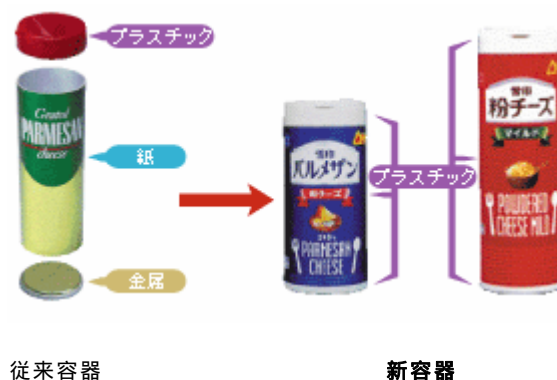 プラスチック
Grated
PARMESAN
cheese
紙
金属
雪印
パルメザン
粉チーズ
PARMESAN
CHEESE
プラスチック
雪印
粉チーズ
マイルド
POWDERED
CHEESE MILD
従来容器
新容器